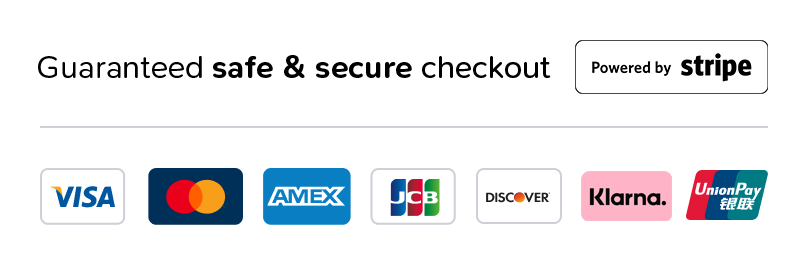 Guaranteed safe & secure checkout
Powered by stripe
VISA
AMEX
JCB
DISCOVER
Klarna.
UnionPay
银联